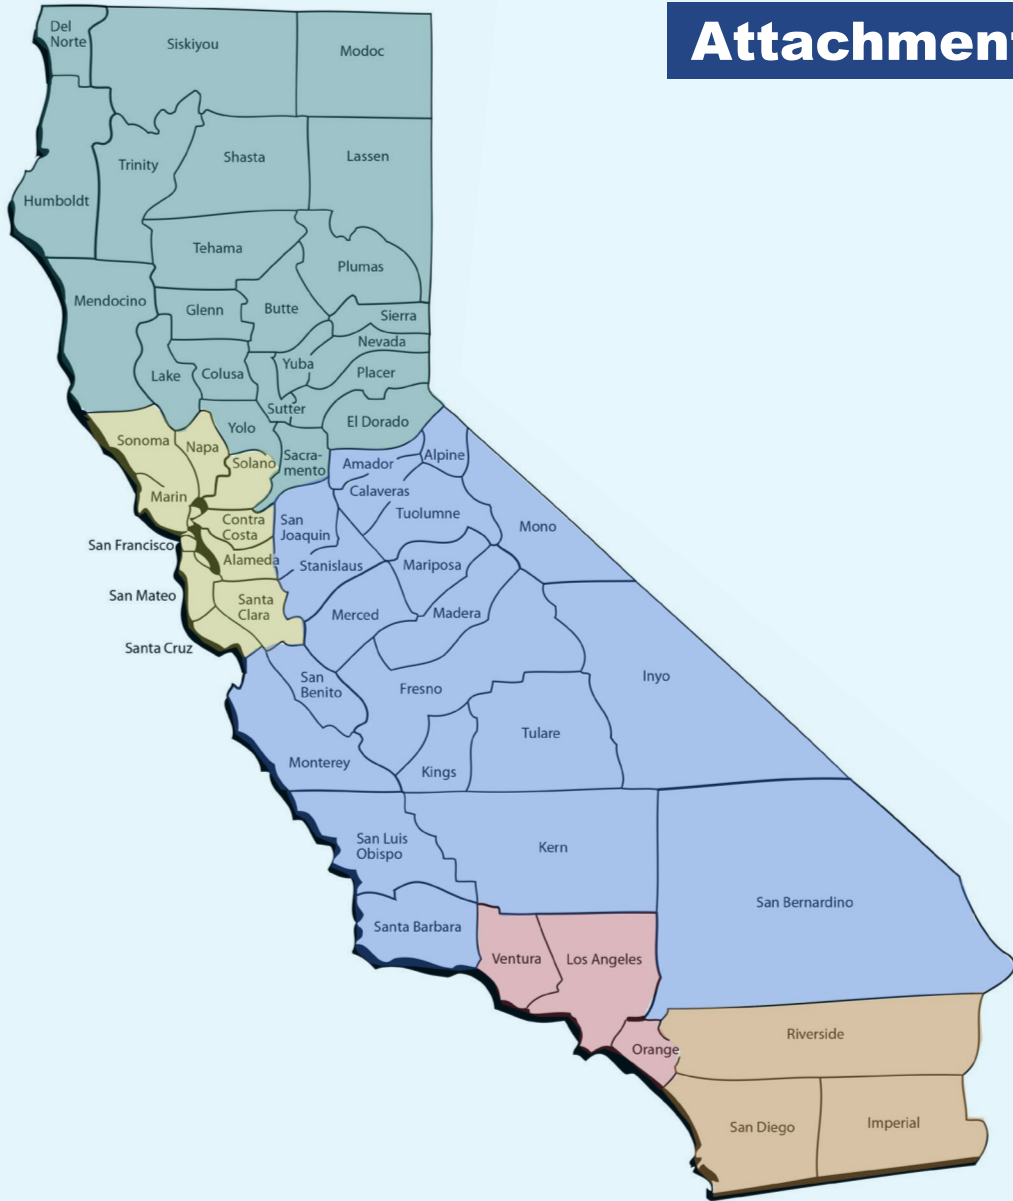 Attachment
Del
Norte
Siskiyou
Modoc
Trinity
Shasta
Lassen
Humboldt
Tehama
Plumas
Mendocino
Glenn
Butte
Sierra
Nevada
Lake
Colusa
Yuba
Placer
Sutter
El Dorado
Yolo
Sonoma
Napa
Solano
Sacra-
mento
Amador
Alpine
Marin
Calaveras
Tuolumne
Contra
Costa
San
Joaquin
Mono
San Francisco
Alameda
Stanislaus
Mariposa
San Mateo
Santa
Clara
Merced
Madera
Santa Cruz
San
Benito
Fresno
Inyo
Tulare
Monterey
Kings
San Luis
Obispo
Kern
San Bernardino
Santa Barbara
Ventura
Los Angeles
Orange
Riverside
San Diego
Imperial